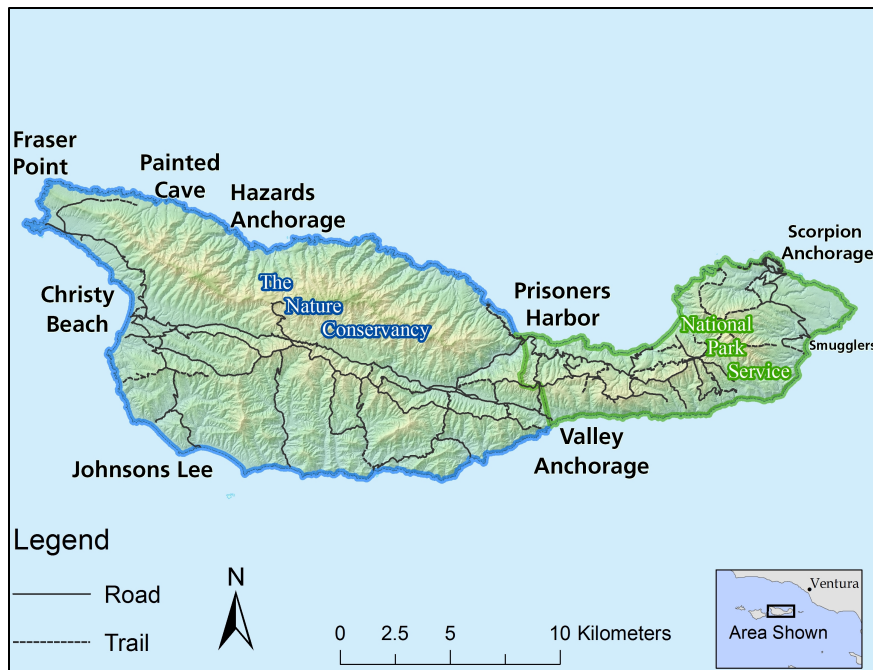 Fraser
Point
Painted
Cave
Hazards
Anchorage
Scorpion
Anchorage
The
Nature
Conservancy
Christy
Beach
Prisoners
Harbor
National
Park
Service
Smugglers
Valley
Anchorage
Johnsons Lee
Legend
Road
Trail
N
0 2.5 5 10 Kilometers
Ventura
Area Shown